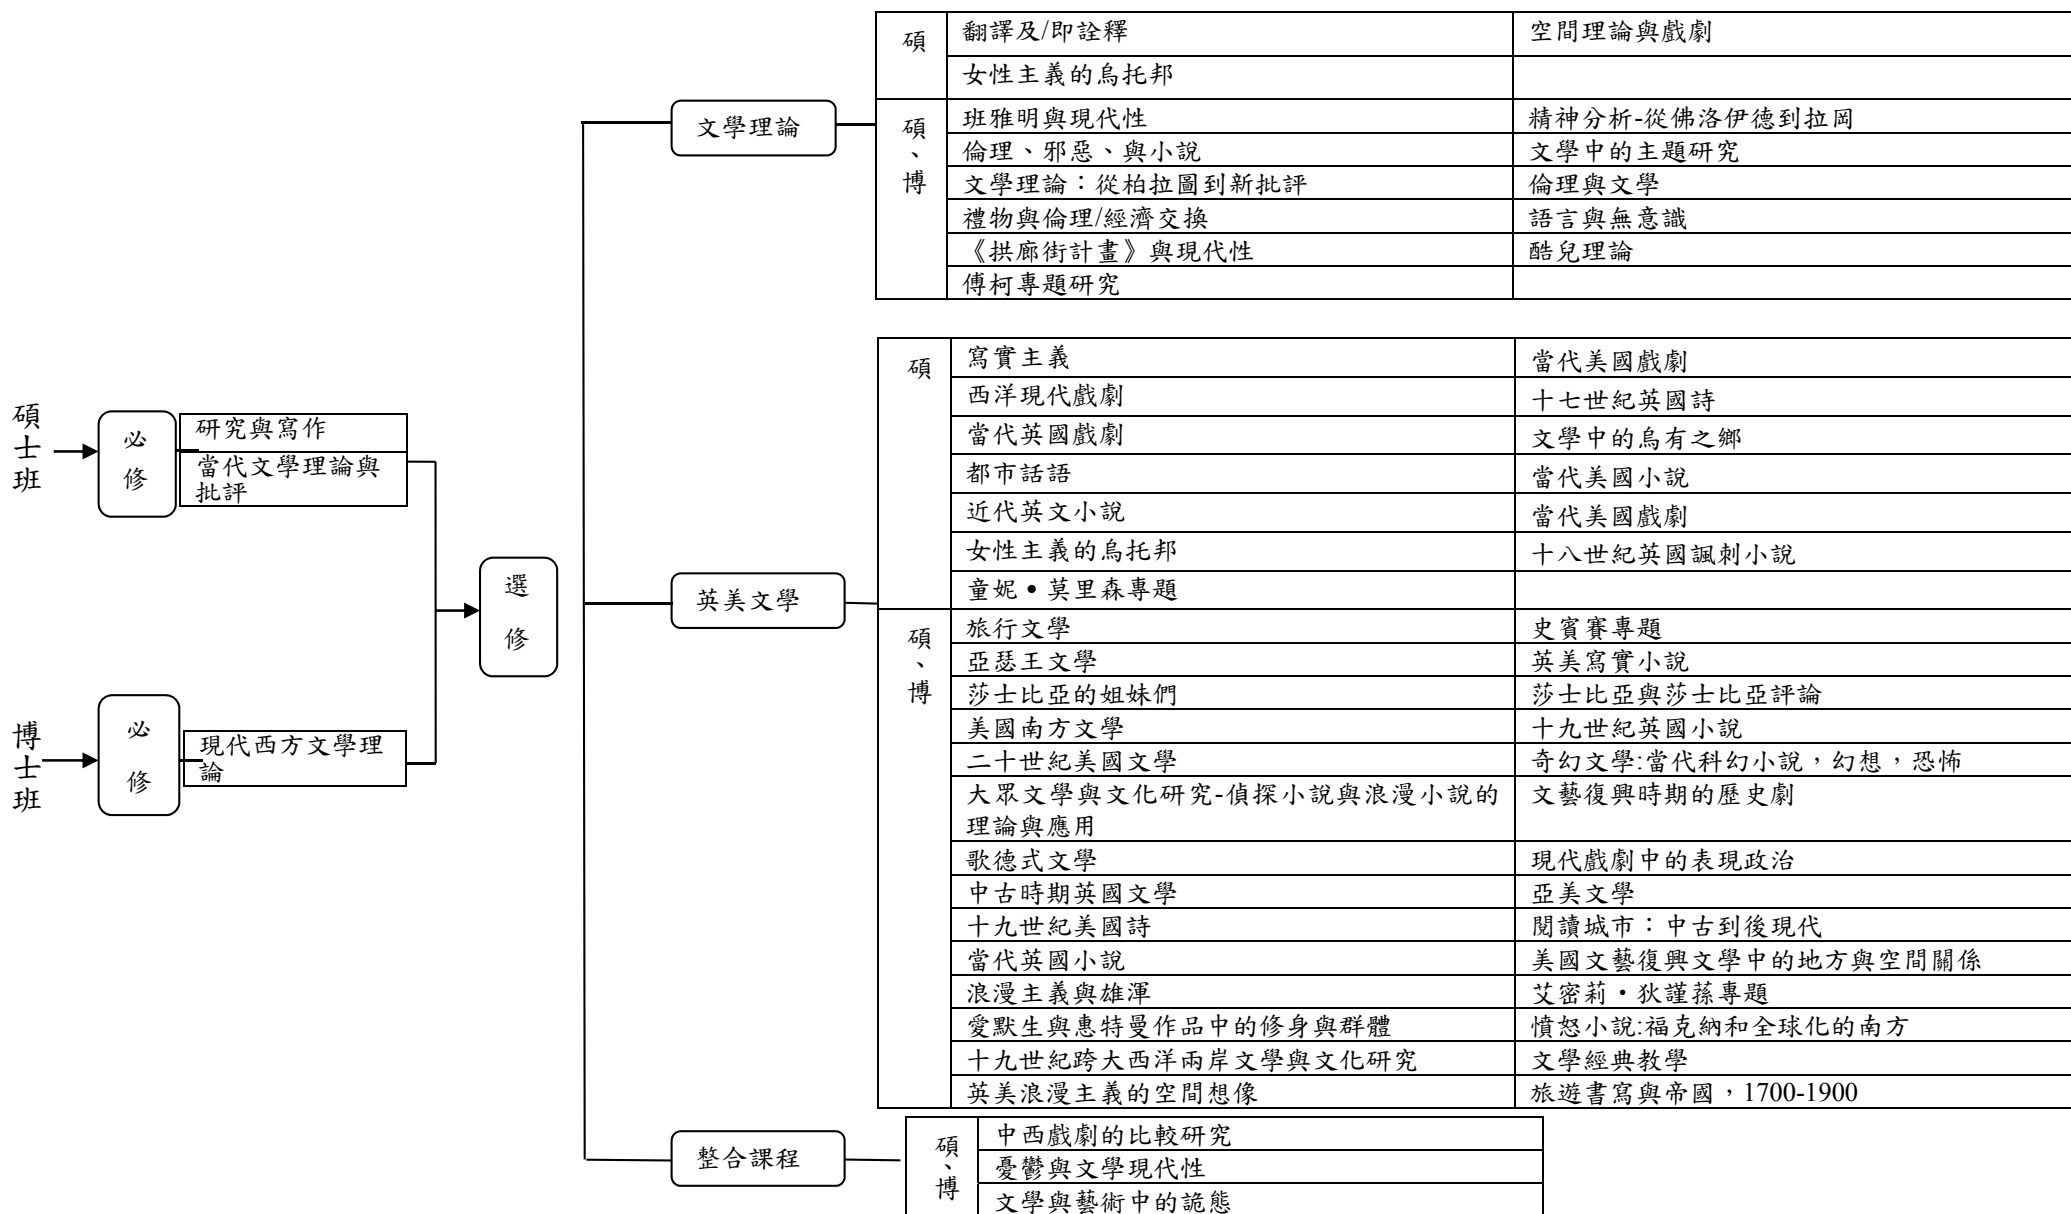 碩士班
必修
研究與寫作
當代文學理論與
批評
博士班
必修
現代西方文學理
論
選修
文學理論
碩
翻譯及/即詮釋 空間理論與戲劇
女性主義的烏托邦
碩、博
班雅明與現代性 精神分析-從佛洛伊德到拉岡
倫理、邪惡、與小說 文學中的主題研究
文學理論：從柏拉圖到新批評 倫理與文學
禮物與倫理/經濟交換 語言與無意識
《拱廊街計畫》與現代性 酷兒理論
傅柯專題研究
英美文學
碩
寫實主義 當代美國戲劇
西洋現代戲劇 十七世紀英國詩
當代英國戲劇 文學中的烏有之鄉
都市話語 當代美國小說
近代英文小說 當代美國戲劇
女性主義的烏托邦 十八世紀英國諷刺小說
童妮•莫里森專題
碩、博
旅行文學 史賓賽專題
亞瑟王文學 英美寫實小說
莎士比亞的姐妹們 莎士比亞與莎士比亞評論
美國南方文學 十九世紀英國小說
二十世紀美國文學 奇幻文學:當代科幻小說，幻想，恐怖
大眾文學與文化研究-偵探小說與浪漫小說的 文藝復興時期的歷史劇
理論與應用
歌德式文學 現代戲劇中的表現政治
中古時期英國文學 亞美文學
十九世紀美國詩 閱讀城市：中古到後現代
當代英國小說 美國文藝復興文學中的地方與空間關係
浪漫主義與雄渾 艾密莉‧狄謹蓀專題
愛默生與惠特曼作品中的修身與群體 憤怒小說:福克納和全球化的南方
十九世紀跨大西洋兩岸文學與文化研究 文學經典教學
英美浪漫主義的空間想像 旅遊書寫與帝國，1700-1900
整合課程
碩、博
中西戲劇的比較研究
憂鬱與文學現代性
文學與藝術中的詭態